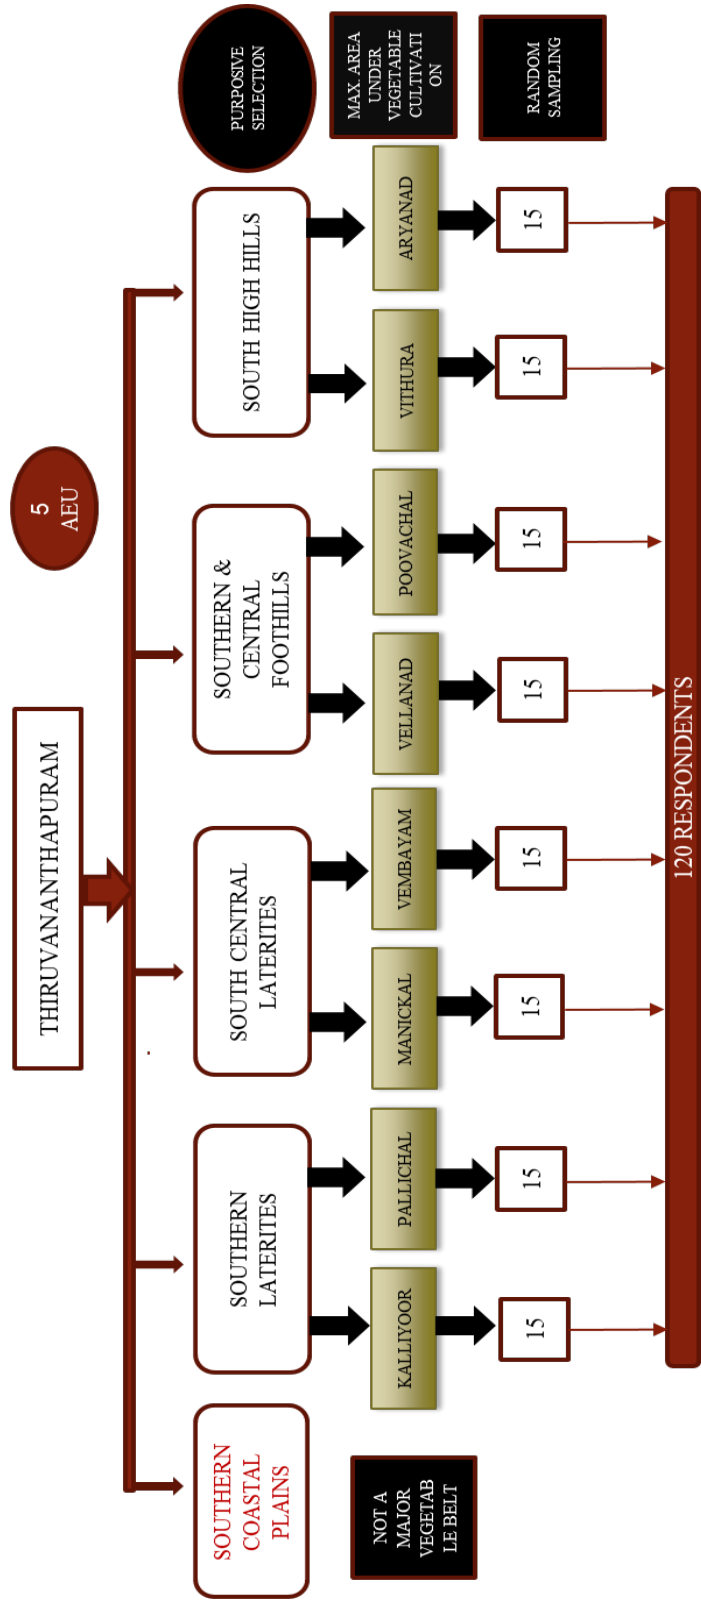 THIRUVANANTHAPURAM
5
AEU
SOUTHERN
COASTAL
PLAINS
SOUTHERN
LATERITES
SOUTH CENTRAL
LATERITES
SOUTHERN &
CENTRAL
FOOTHILLS
SOUTH HIGH HILLS
PURPOSIVE
SELECTION
NOT A
MAJOR
VEGETAB
LE BELT
KALLIYOOR
PALLICHAL
MANICKAL
VEMBAYAM
VELLANAD
POOVACHAL
VITHURA
ARYANAD
MAX. AREA
UNDER
VEGETABLE
CULTIVATI
ON
15
15
15
15
15
15
15
15
RANDOM
SAMPLING
120 RESPONDENTS